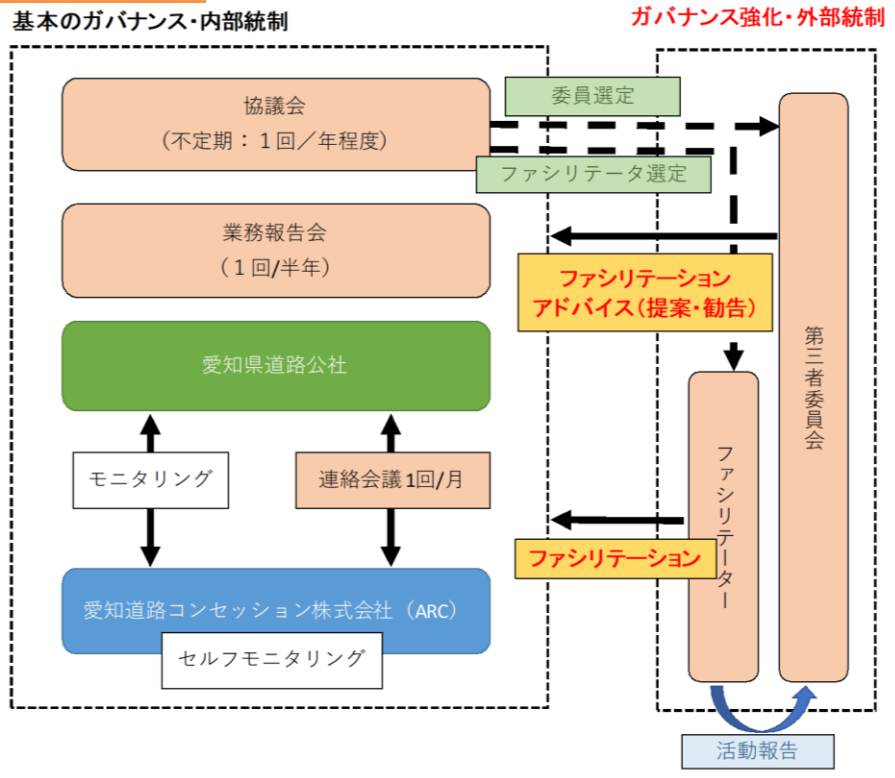 基本のガバナンス・内部統制
ガバナンス強化・外部統制
協議会
(不定期：１回／年程度)
委員選定
ファシリテータ選定
業務報告会
（１回/半年）
ファシリテーション
アドバイス（提案・勧告）
愛知県道路公社
モニタリング
連絡会議 1回/月
ファシリテーション
愛知道路コンセッション株式会社（ARC）
セルフモニタリング
ファシリテーター
第三者委員会
活動報告